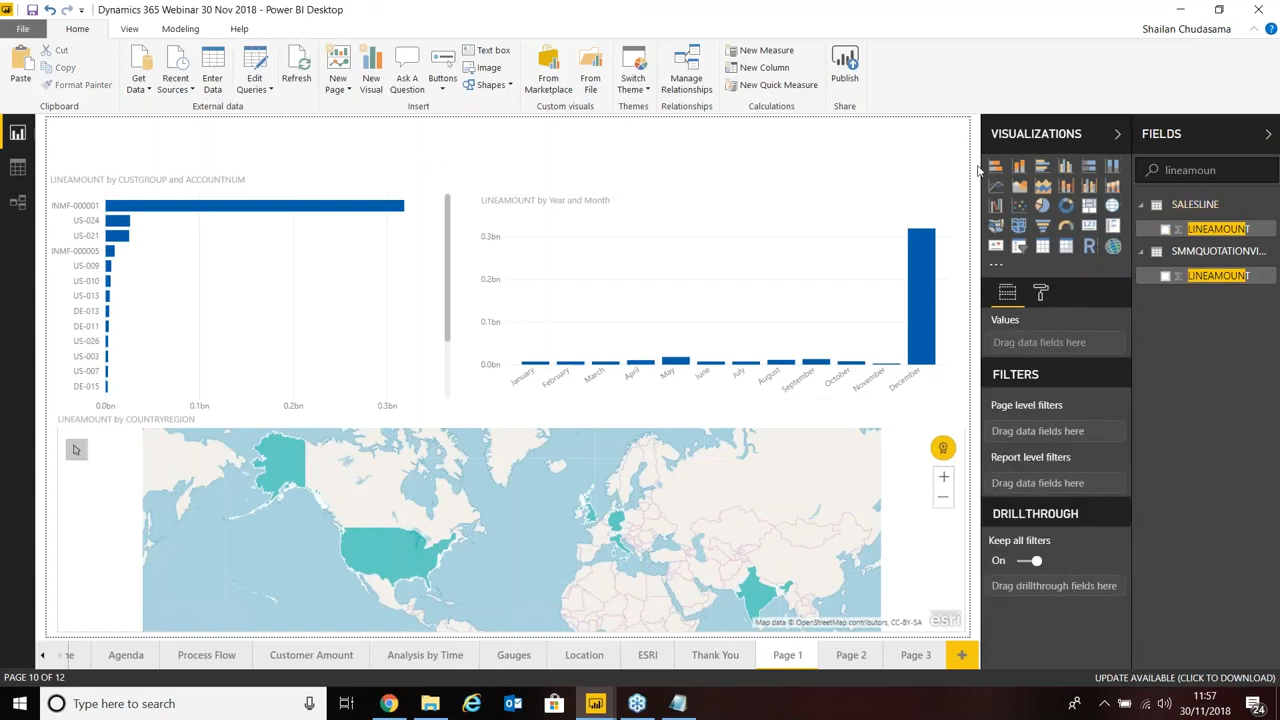 Dynamics 365 Webinar 30 Nov 2018 - Power BI Desktop
File Home View Modeling Help Shailan Chudasama
Paste
Cut
Copy
Format Painter
Clipboard
Get Data
Recent Sources
Enter Data
Edit Queries
Refresh
External data
New Page
New Visual
Ask A Question
Buttons
Text box
Image
Shapes
Insert
From Marketplace
From File
Custom visuals
Switch Theme
Themes
Manage Relationships
Relationships
New Measure
New Column
New Quick Measure
Calculations
Publish
Share
LINEAMOUNT by CUSTGROUP and ACCOUNTNUM
INMF-000001
US-024
US-021
INMF-000005
US-009
US-010
US-013
DE-013
DE-011
US-026
US-003
US-007
DE-015
0.0bn 0.1bn 0.2bn 0.3bn
LINEAMOUNT by Year and Month
0.3bn
0.2bn
0.1bn
0.0bn
January February March April May June July August September October November December
LINEAMOUNT by COUNTRYREGION
Map data © OpenStreetMap contributors, CC-BY-SA
esri
VISUALIZATIONS
R
Values
Drag data fields here
FILTERS
Page level filters
Drag data fields here
Report level filters
Drag data fields here
DRILLTHROUGH
Keep all filters
On
Drag drillthrough fields here
FIELDS
lineamoun
SALESLINE
LINEAMOUNT
SMMQUOTATIONVI...
LINEAMOUNT
me Agenda Process Flow Customer Amount Analysis by Time Gauges Location ESRI Thank You Page 1 Page 2 Page 3
PAGE 10 OF 12 UPDATE AVAILABLE (CLICK TO DOWNLOAD)
Type here to search
11:57
30/11/2018
24